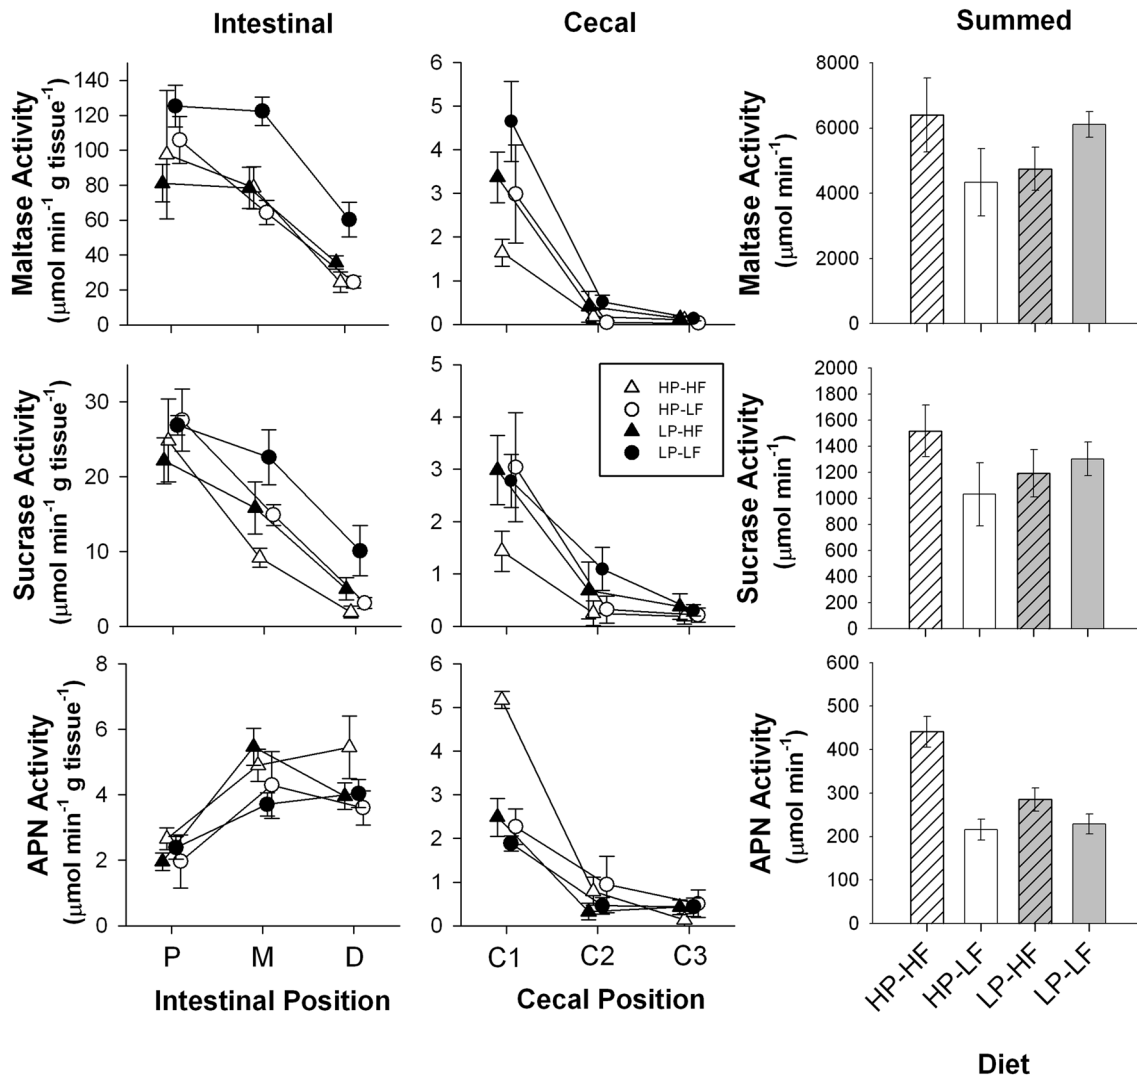 Intestinal
Cecal
Summed
Maltase Activity
(μmol min⁻¹ g tissue⁻¹)
140
120
100
80
60
40
20
0
6
5
4
3
2
1
0
Maltase Activity
(μmol min⁻¹)
8000
6000
4000
2000
0
Sucrase Activity
(μmol min⁻¹ g tissue⁻¹)
30
20
10
0
5
4
3
2
1
0
HP-HF
HP-LF
LP-HF
LP-LF
Sucrase Activity
(μmol min⁻¹)
2000
1800
1600
1400
1200
1000
800
600
400
200
0
APN Activity
(μmol min⁻¹ g tissue⁻¹)
8
6
4
2
0
6
5
4
3
2
1
0
APN Activity
(μmol min⁻¹)
600
500
400
300
200
100
0
P M D
C1 C2 C3
HP-HF
HP-LF
LP-HF
LP-LF
Intestinal Position
Cecal Position
Diet